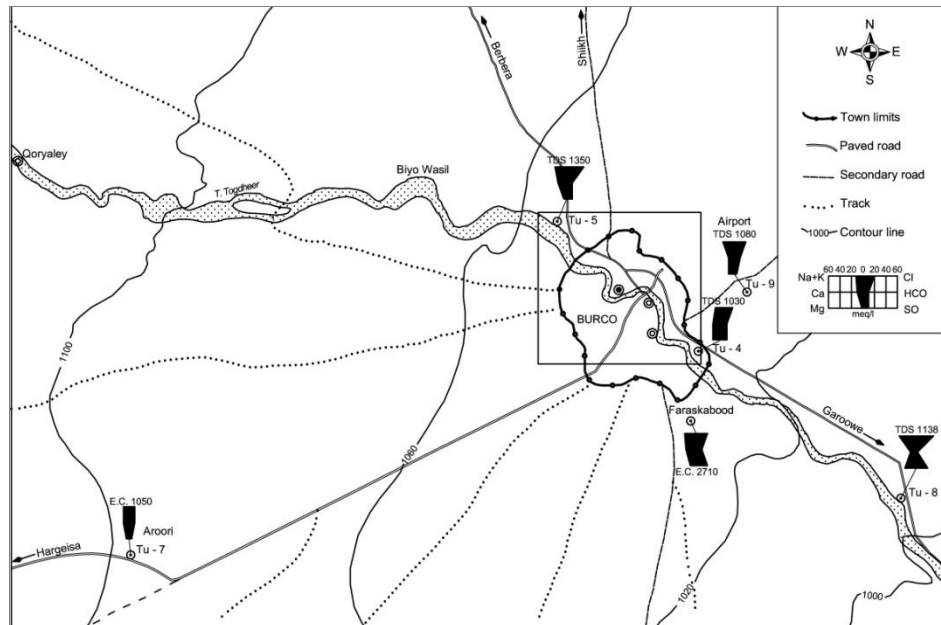 Berbera
Shiikh
N
W E
S
Town limits
Paved road
Secondary road
Track
1000 Contour line
60 40 20 0 20 40 60
Na+K Cl
Ca HCO
Mg SO
meq/l
Qoryaley
T. Togdheer
Biyo Wasil
TDS 1350
Tu - 5
Airport
TDS 1080
Tu - 9
TDS 1030
Tu - 4
BURCO
1100
1060
Faraskabood
E.C. 2710
Garoowe
TDS 1138
Tu - 8
E.C. 1050
Aroori
Tu - 7
Hargeisa
1020
1000